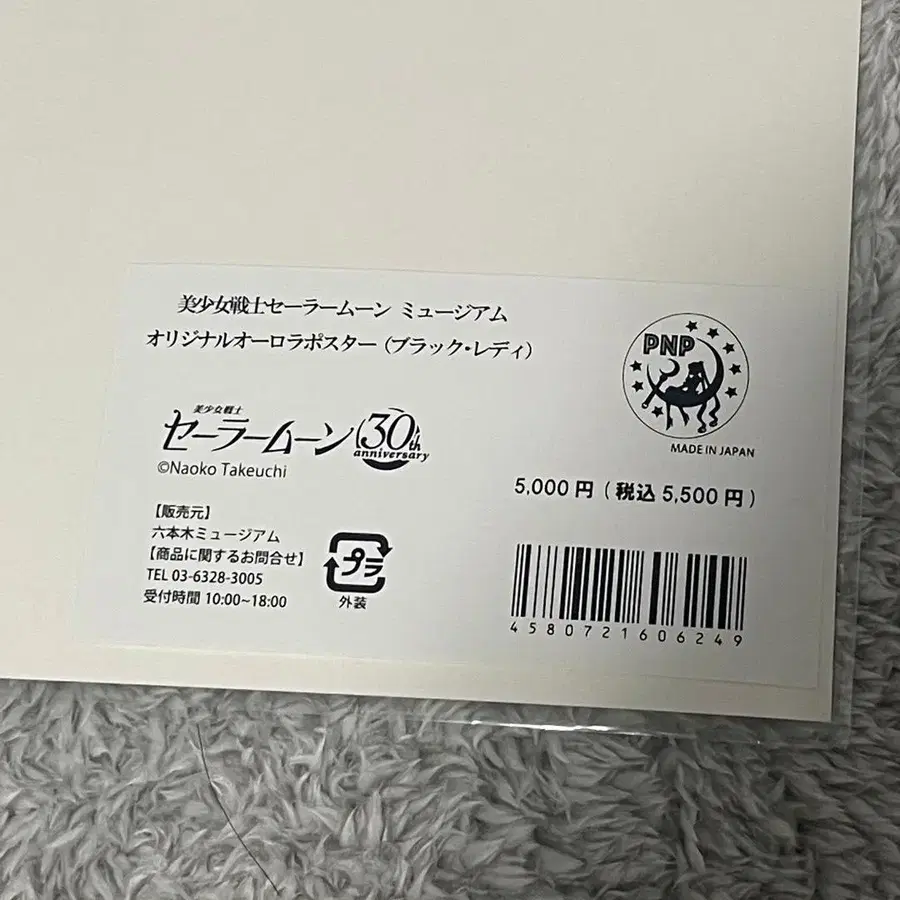 美少女戦士セーラームーン ミュージアム
オリジナルオーロラポスター(ブラック・レディ)
PNP
MADE IN JAPAN
美少女戦士
セーラームーン 30th
anniversary
©Naoko Takeuchi
5,000 円 ( 税込 5,500 円 )
【販売元】
六本木ミュージアム
【商品に関するお問合せ】
TEL 03-6328-3005
受付時間 10:00~18:00
プラ
外装
4580721606249